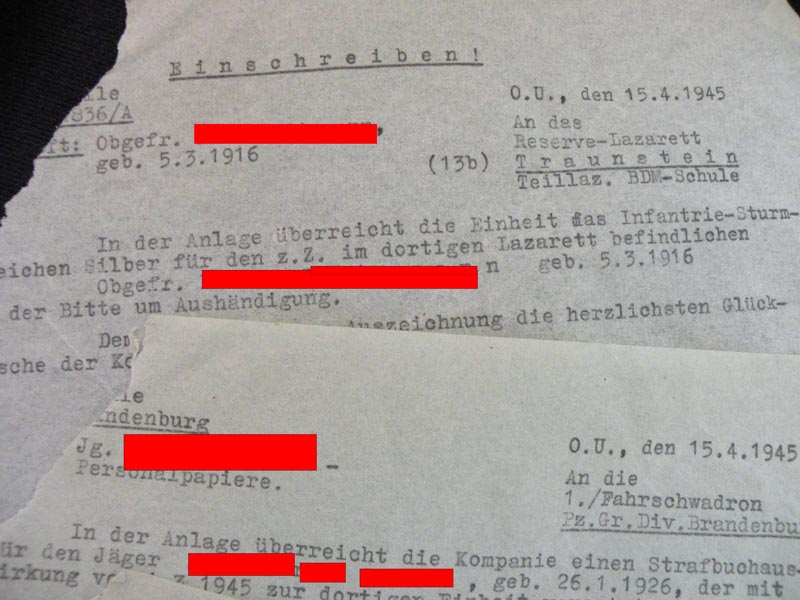 Einschreiben!
O.U., den 15.4.1945
836/A
An das
Obgefr.
Reserve-Lazarett
geb. 5.3.1916
(13b) Traunstein
Teillaz. BDM-Schule
In der Anlage überreicht die Einheit das Infantrie-Sturm-
eichen Silber für den z.Z. im dortigen Lazarett befindlichen
Obgefr. n geb. 5.3.1916
der Bitte um Aushändigung.
Auszeichnung die herzlichsten Glück-
sche der
ndenburg
Jg.
O.U., den 15.4.1945
Personalpapiere.
An die
1./Fahrschwadron
Pz.Gr.Div.Brandenbu
In der Anlage überreicht die Kompanie einen Strafbuchaus-
ür den Jäger , geb. 26.1.1926, der mit
irkung 1945 zur dortigen Einheit